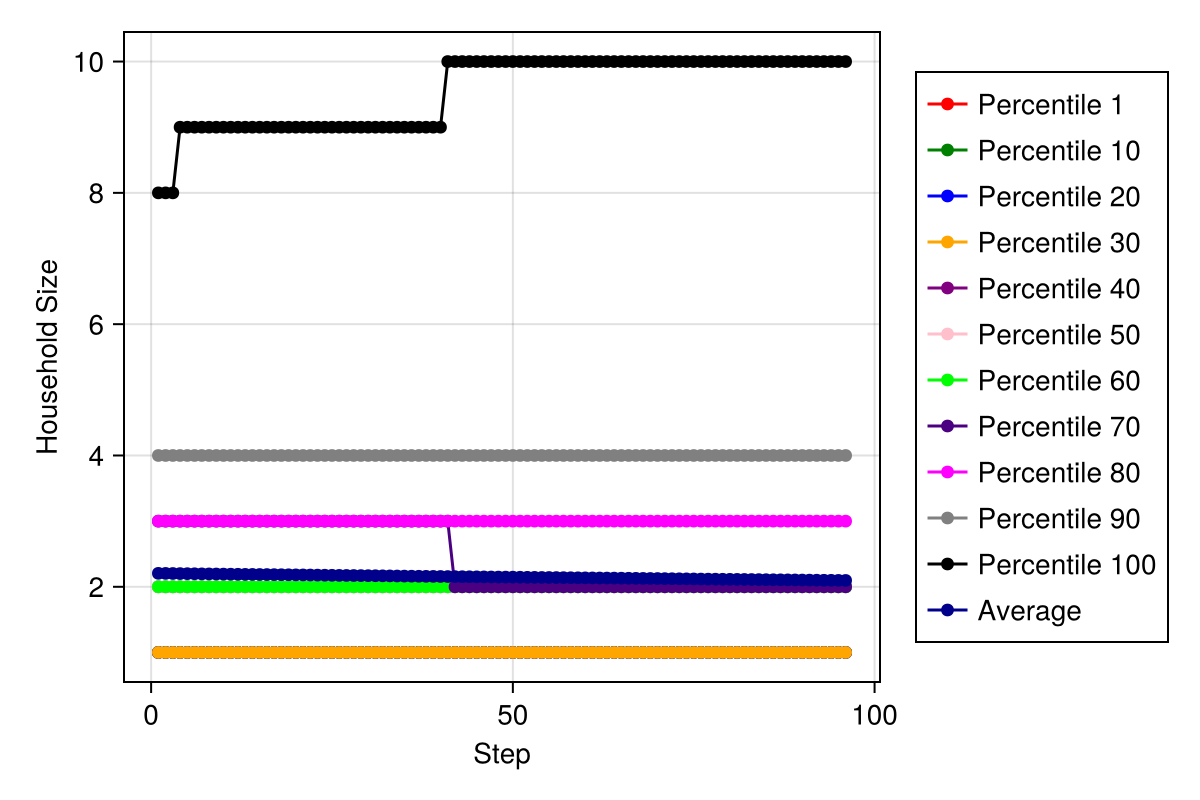 10
8
6
4
2
Household Size
0
50
100
Step
Percentile 1
Percentile 10
Percentile 20
Percentile 30
Percentile 40
Percentile 50
Percentile 60
Percentile 70
Percentile 80
Percentile 90
Percentile 100
Average